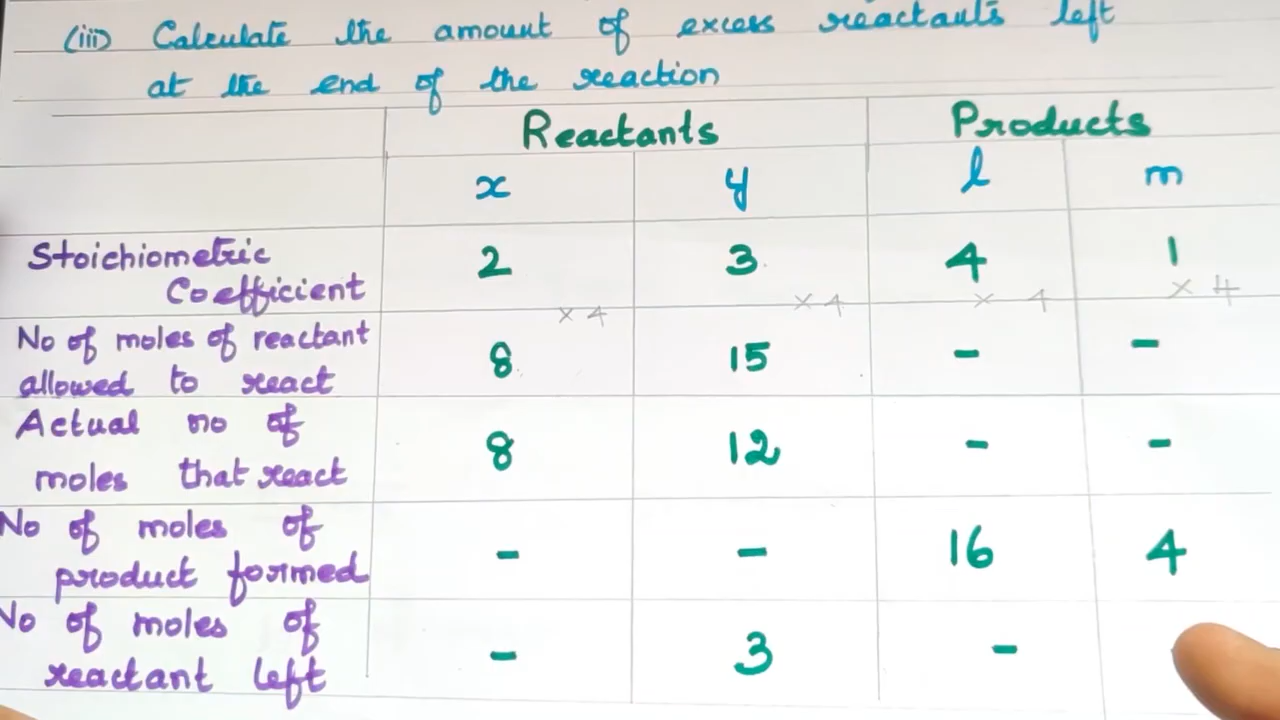 (iii) Calculate the amount of excess reactants left
at the end of the reaction
Reactants Products
x y l m
Stoichiometric
Coefficient 2 3 4 1
× 4 × 4 × 4 × 4
No of moles of reactant
allowed to react 8 15 - -
Actual no of
moles that react 8 12 - -
No of moles of
product formed - - 16 4
No of moles of
reactant left - 3 -